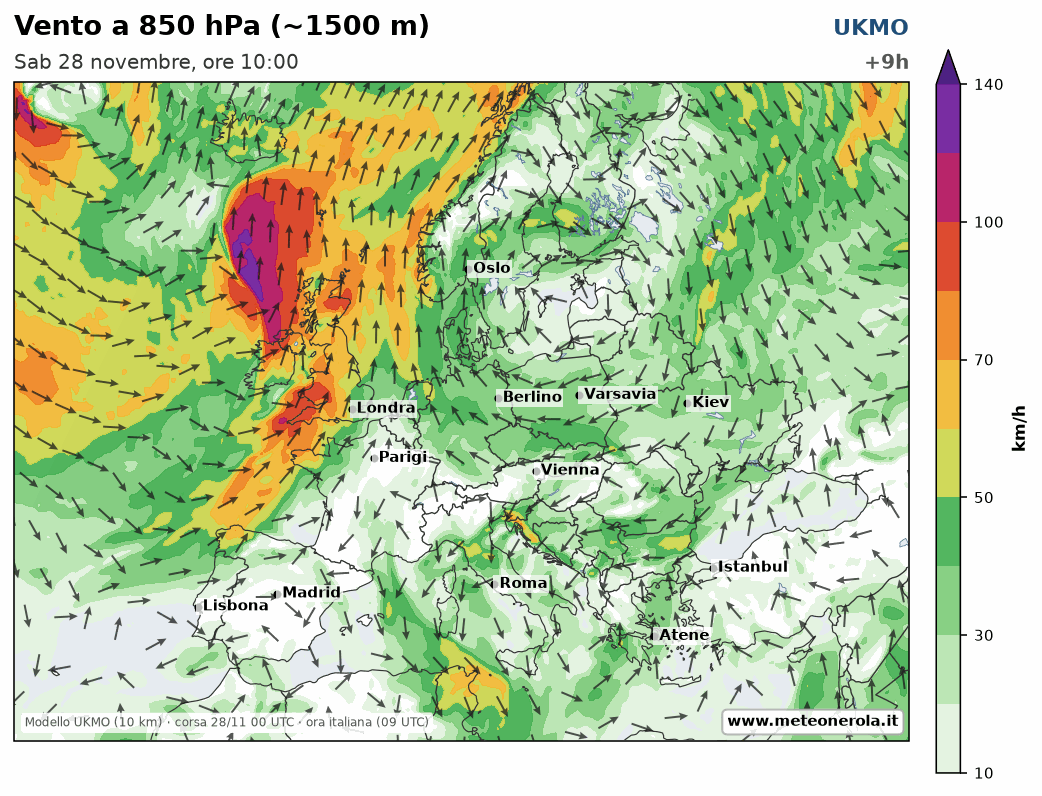 Vento a 850 hPa (~1500 m)
UKMO
Sab 28 novembre, ore 10:00
+9h
140
100
70
50
30
10
km/h
Oslo
Berlino
Varsavia
Kiev
Londra
Parigi
Vienna
Istanbul
Roma
Madrid
Lisbona
Atene
Modello UKMO (10 km) · corsa 28/11 00 UTC · ora italiana (09 UTC)
www.meteonerola.it